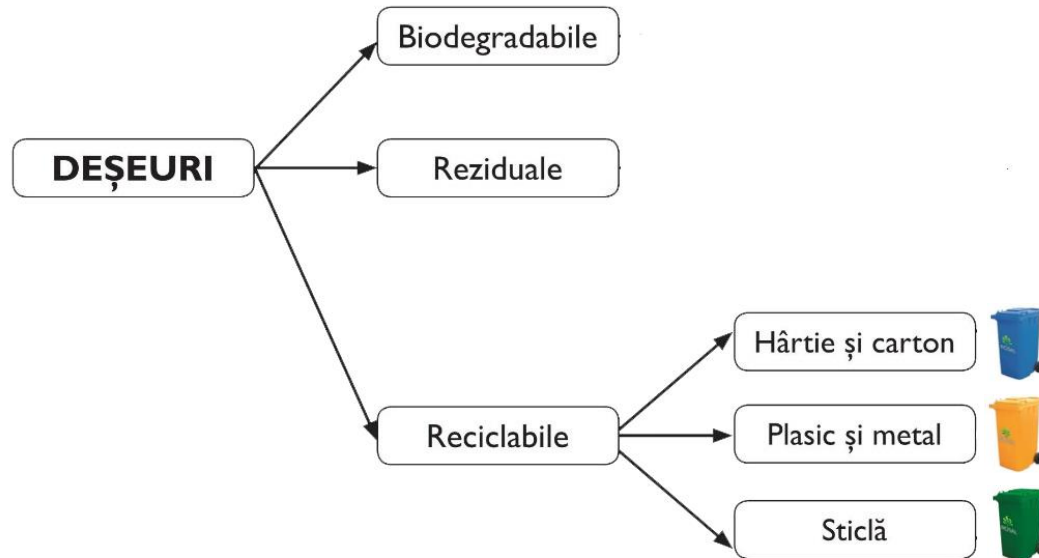 Biodegradabile
DEȘEURI
Reziduale
Hârtie și carton
Reciclabile
Plasic și metal
Sticlă